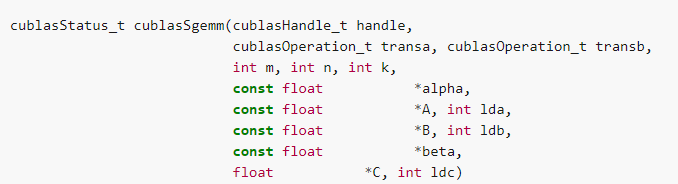 cublasStatus_t cublasSgemm(cublasHandle_t handle,
                           cublasOperation_t transa, cublasOperation_t transb,
                           int m, int n, int k,
                           const float           *alpha,
                           const float           *A, int lda,
                           const float           *B, int ldb,
                           const float           *beta,
                           float           *C, int ldc)